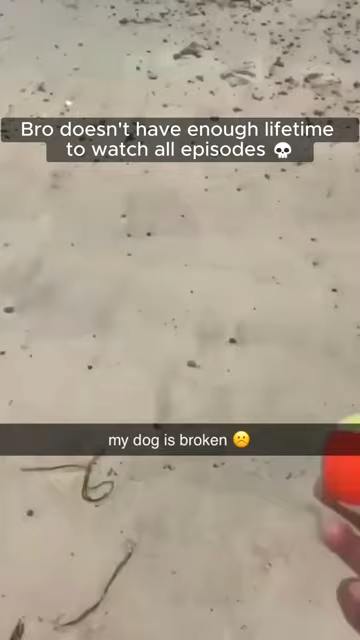 Bro doesn't have enough lifetime
to watch all episodes 💀
my dog is broken ☹️